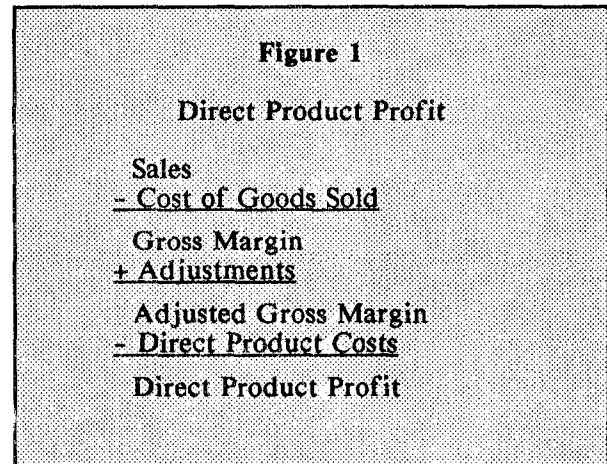 Figure 1
Direct Product Profit
Sales
- Cost of Goods Sold
Gross Margin
+ Adjustments
Adjusted Gross Margin
- Direct Product Costs
Direct Product Profit